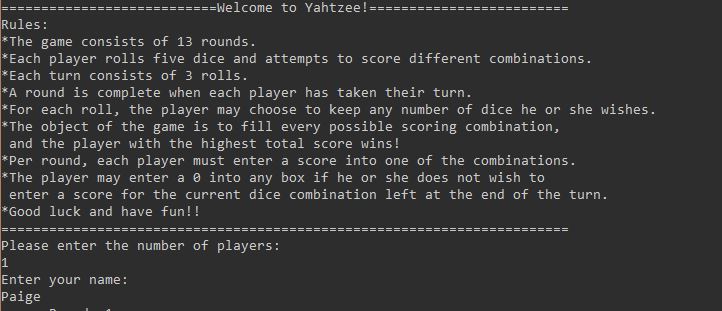 ===========================Welcome to Yahtzee!=========================
Rules:
*The game consists of 13 rounds.
*Each player rolls five dice and attempts to score different combinations.
*Each turn consists of 3 rolls.
*A round is complete when each player has taken their turn.
*For each roll, the player may choose to keep any number of dice he or she wishes.
*The object of the game is to fill every possible scoring combination,
 and the player with the highest total score wins!
*Per round, each player must enter a score into one of the combinations.
*The player may enter a 0 into any box if he or she does not wish to
 enter a score for the current dice combination left at the end of the turn.
*Good luck and have fun!!
=======================================================================
Please enter the number of players:
1
Enter your name:
Paige